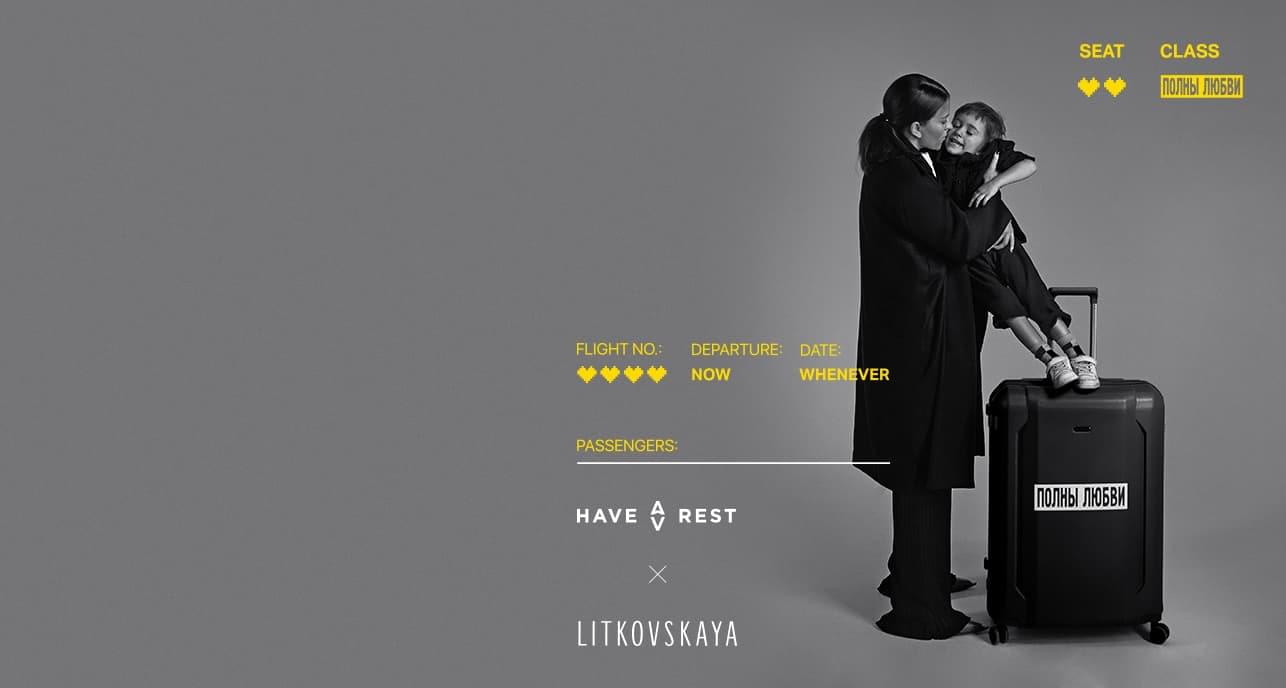 SEAT CLASS
ПОЛНЫ ЛЮБВИ
FLIGHT NO.: DEPARTURE: DATE:
NOW WHENEVER
PASSENGERS:
HAVE A V REST
LITKOVSKAYA
ПОЛНЫ ЛЮБВИ